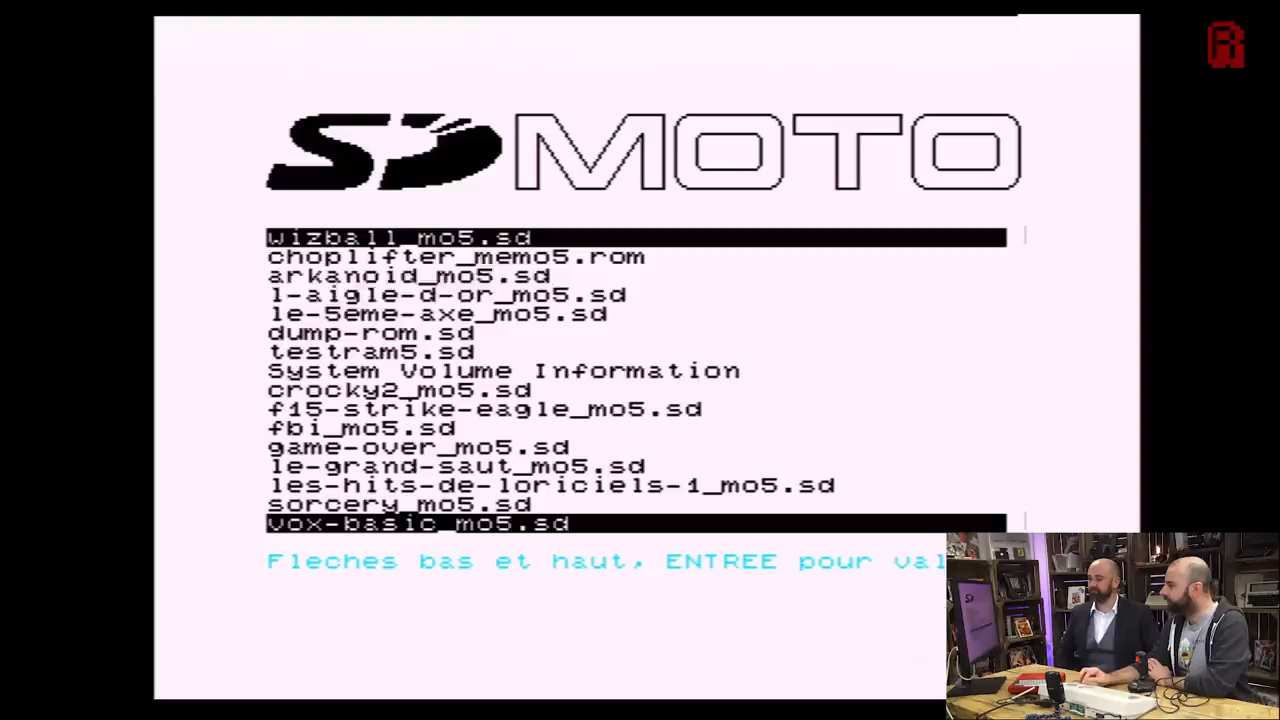 SD MOTO
wizball_mo5.sd
choplifter_memo5.rom
arkanoid_mo5.sd
l-aigle-d-or_mo5.sd
le-5eme-axe_mo5.sd
dump-rom.sd
testram5.sd
System Volume Information
crocky2_mo5.sd
f15-strike-eagle_mo5.sd
fbi_mo5.sd
game-over_mo5.sd
le-grand-saut_mo5.sd
les-hits-de-loriciels-1_mo5.sd
sorcery_mo5.sd
vox-basic_mo5.sd
Fleches bas et haut, ENTREE pour val